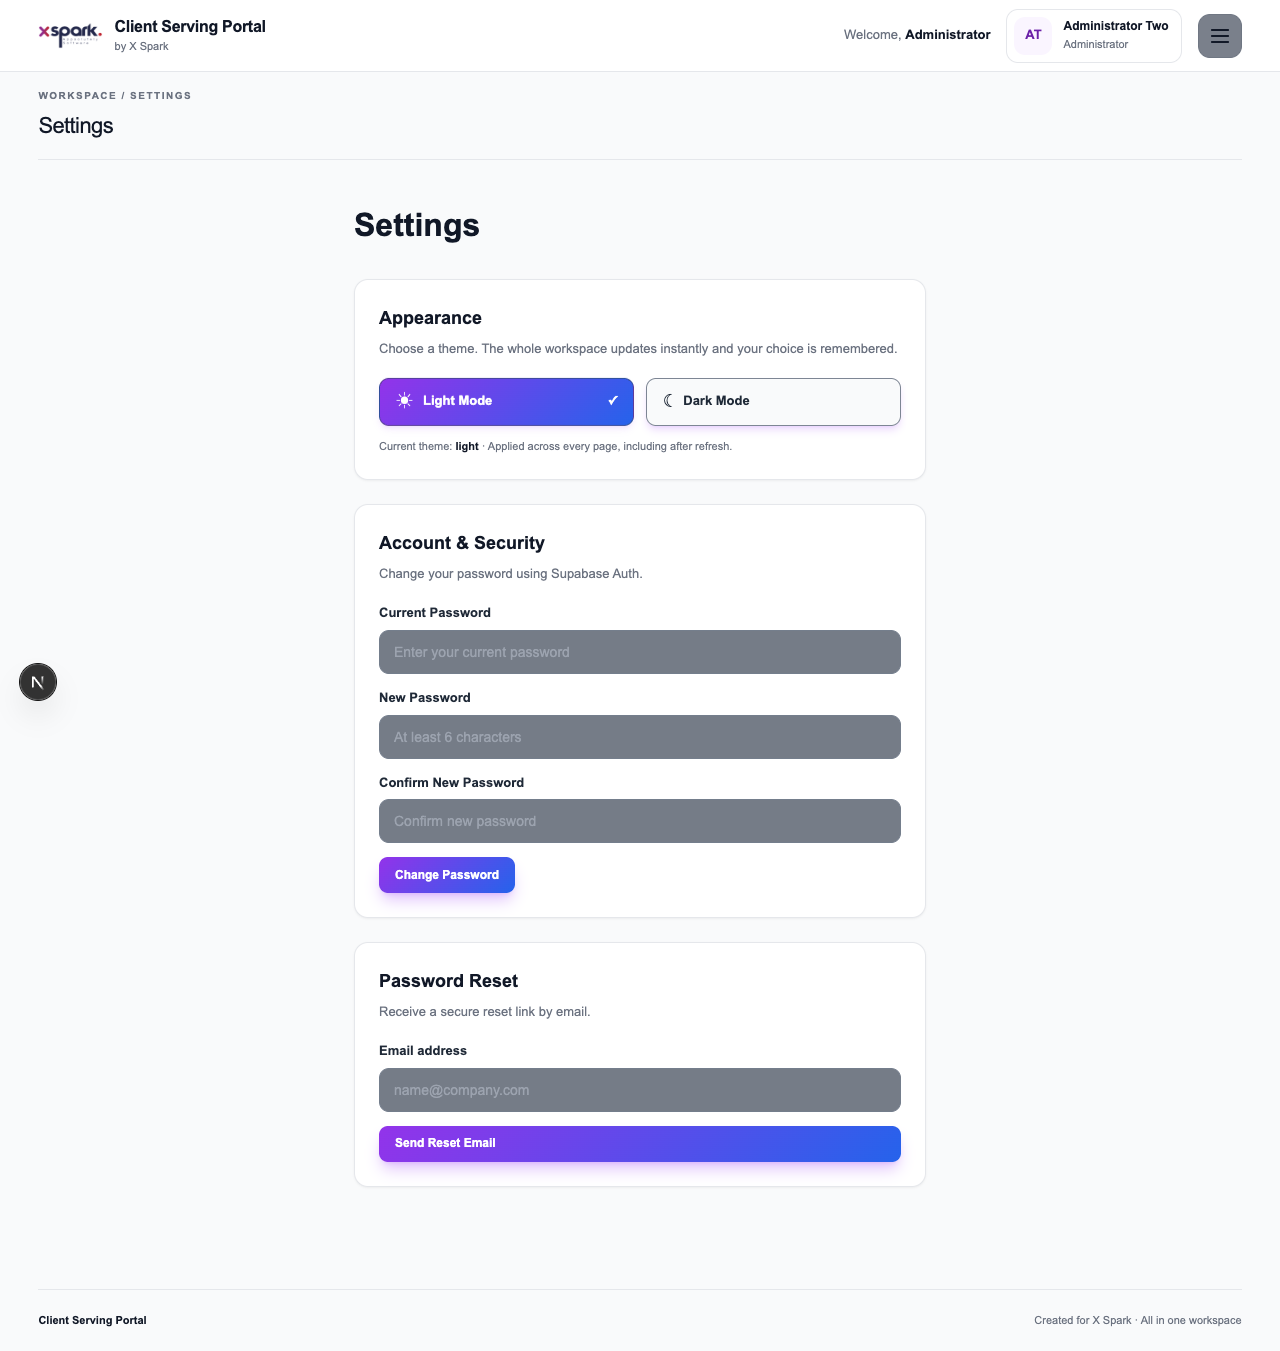 xspark.
Client Serving Portal
by X Spark
Welcome, Administrator
AT
Administrator Two
Administrator
WORKSPACE / SETTINGS
Settings
Settings
Appearance
Choose a theme. The whole workspace updates instantly and your choice is remembered.
☀ Light Mode ✓
☾ Dark Mode
Current theme: light · Applied across every page, including after refresh.
Account & Security
Change your password using Supabase Auth.
Current Password
Enter your current password
New Password
At least 6 characters
Confirm New Password
Confirm new password
Change Password
N
Password Reset
Receive a secure reset link by email.
Email address
name@company.com
Send Reset Email
Client Serving Portal
Created for X Spark · All in one workspace